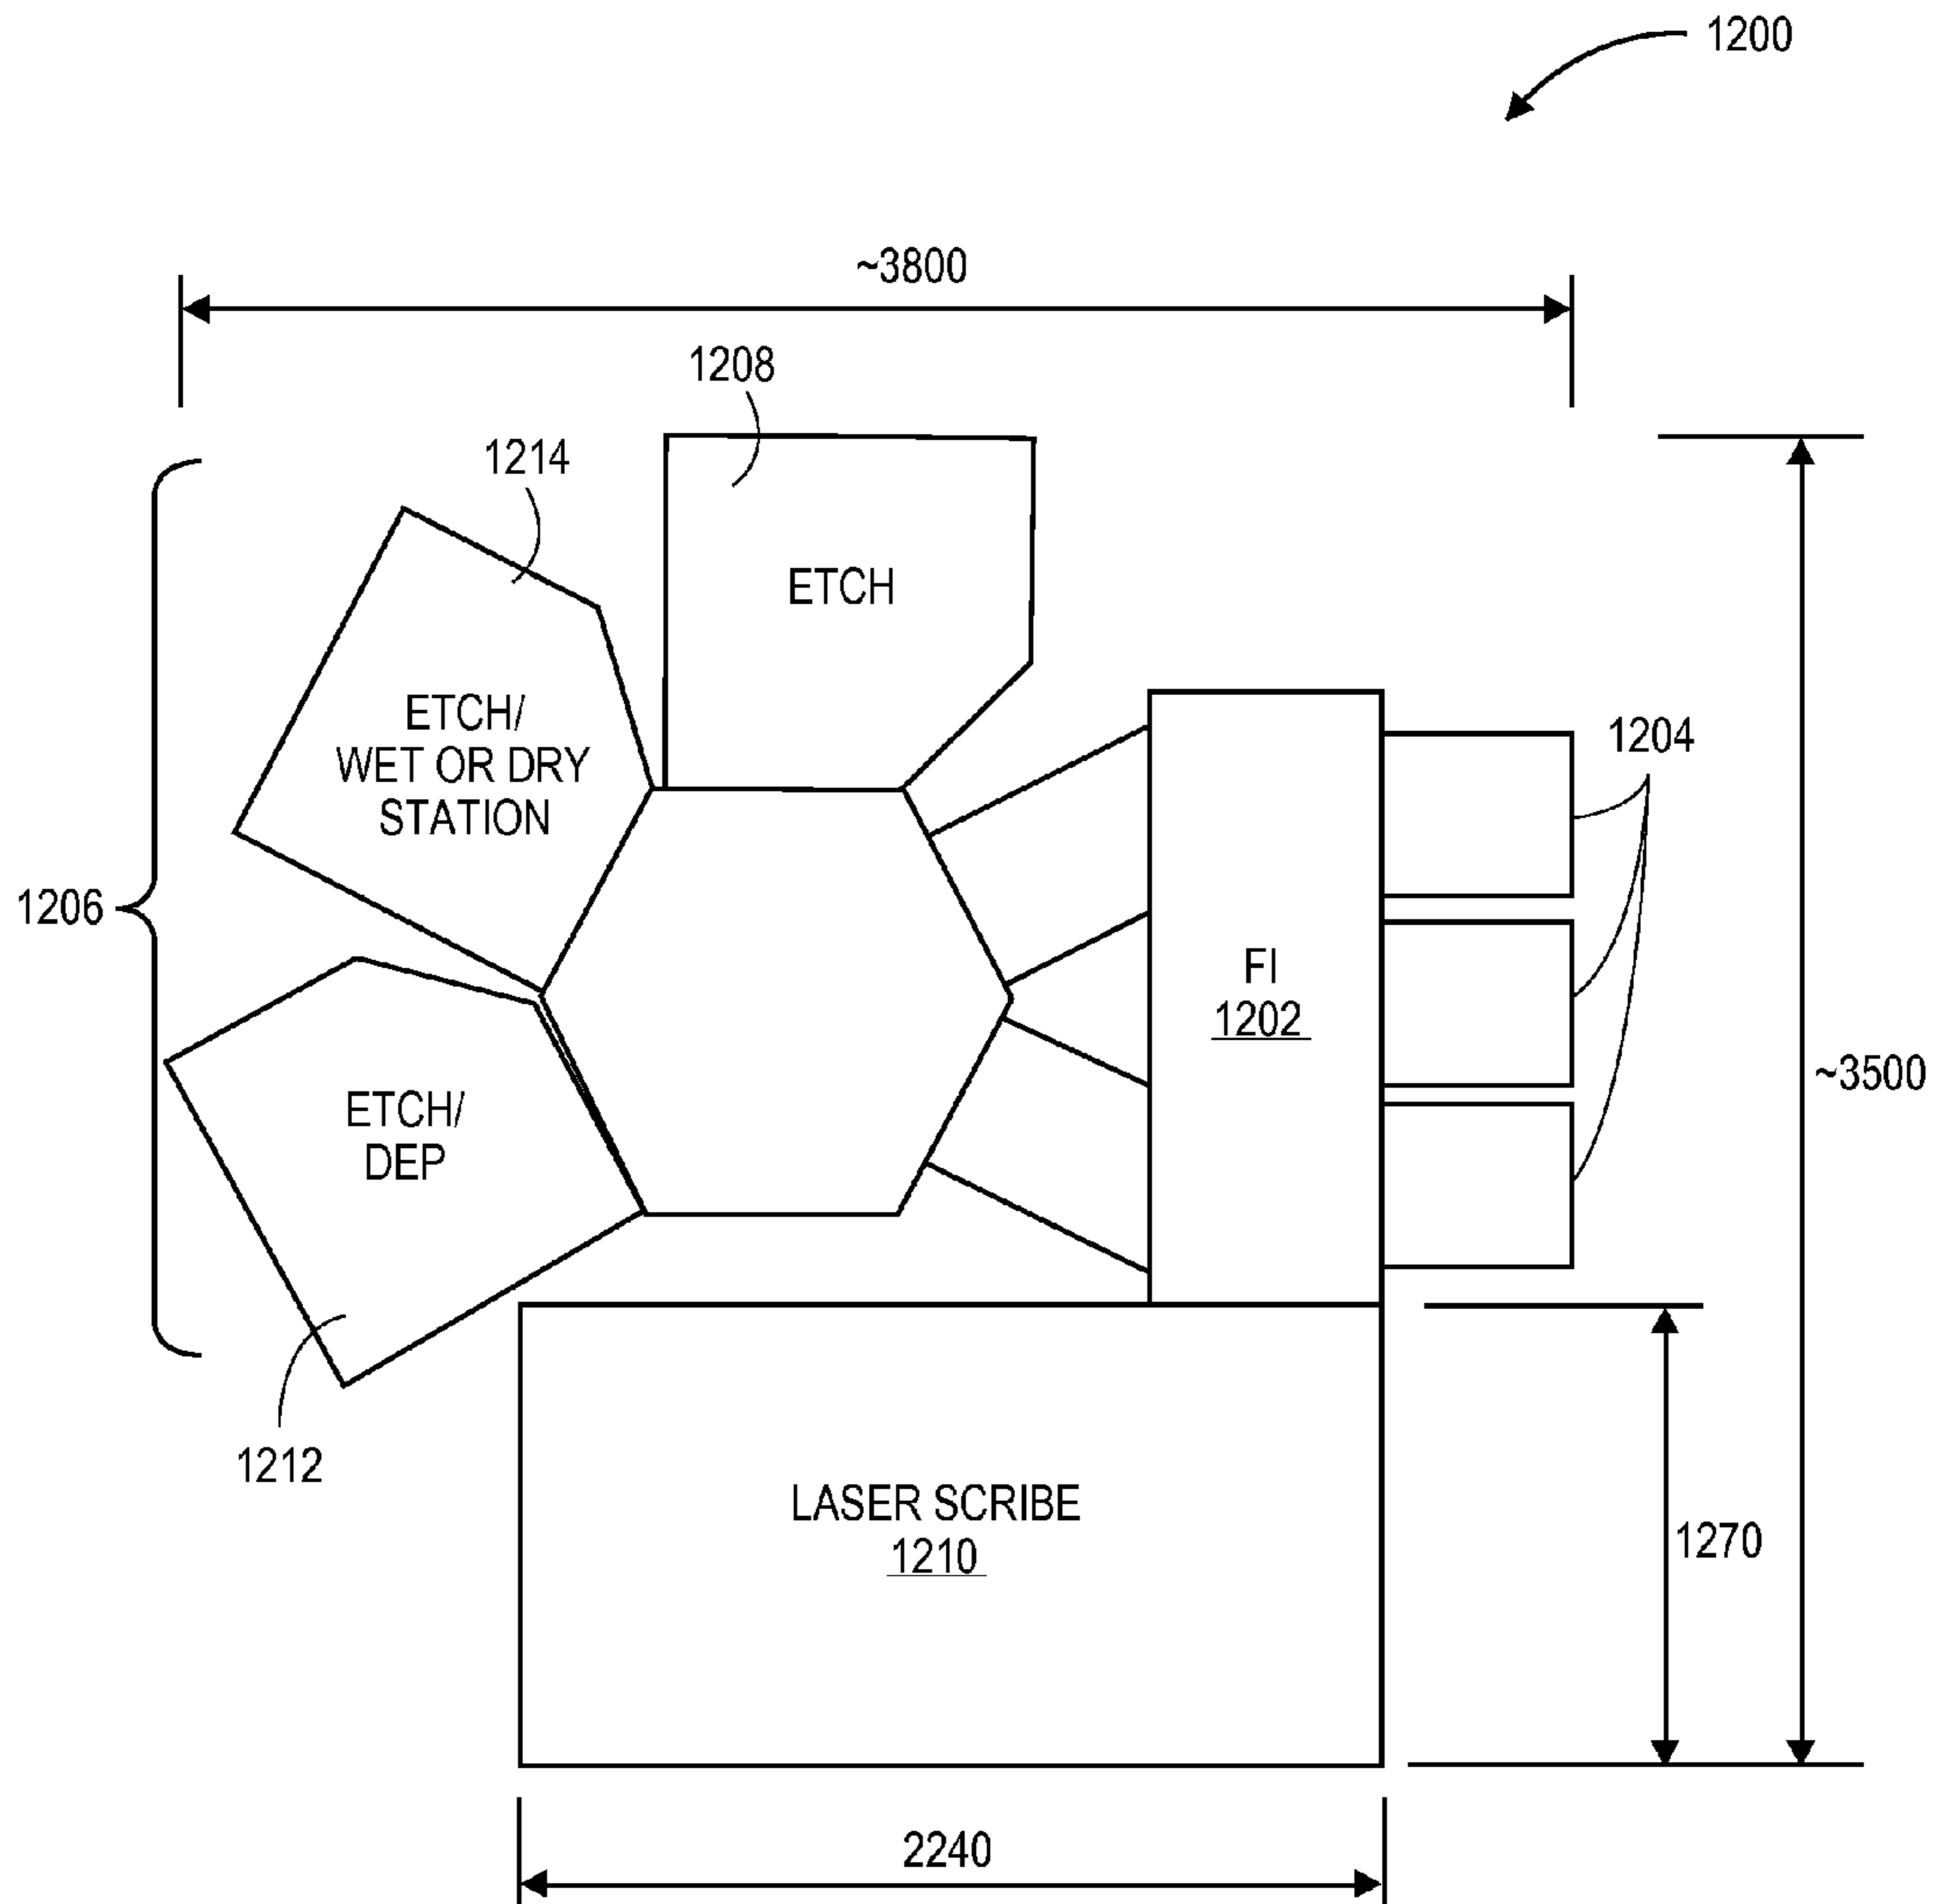 1200
~3800
1208
1214
ETCH
ETCH/
WET OR DRY
STATION
1204
1206
FI
1202
~3500
ETCH/
DEP
1212
LASER SCRIBE
1210
1270
2240